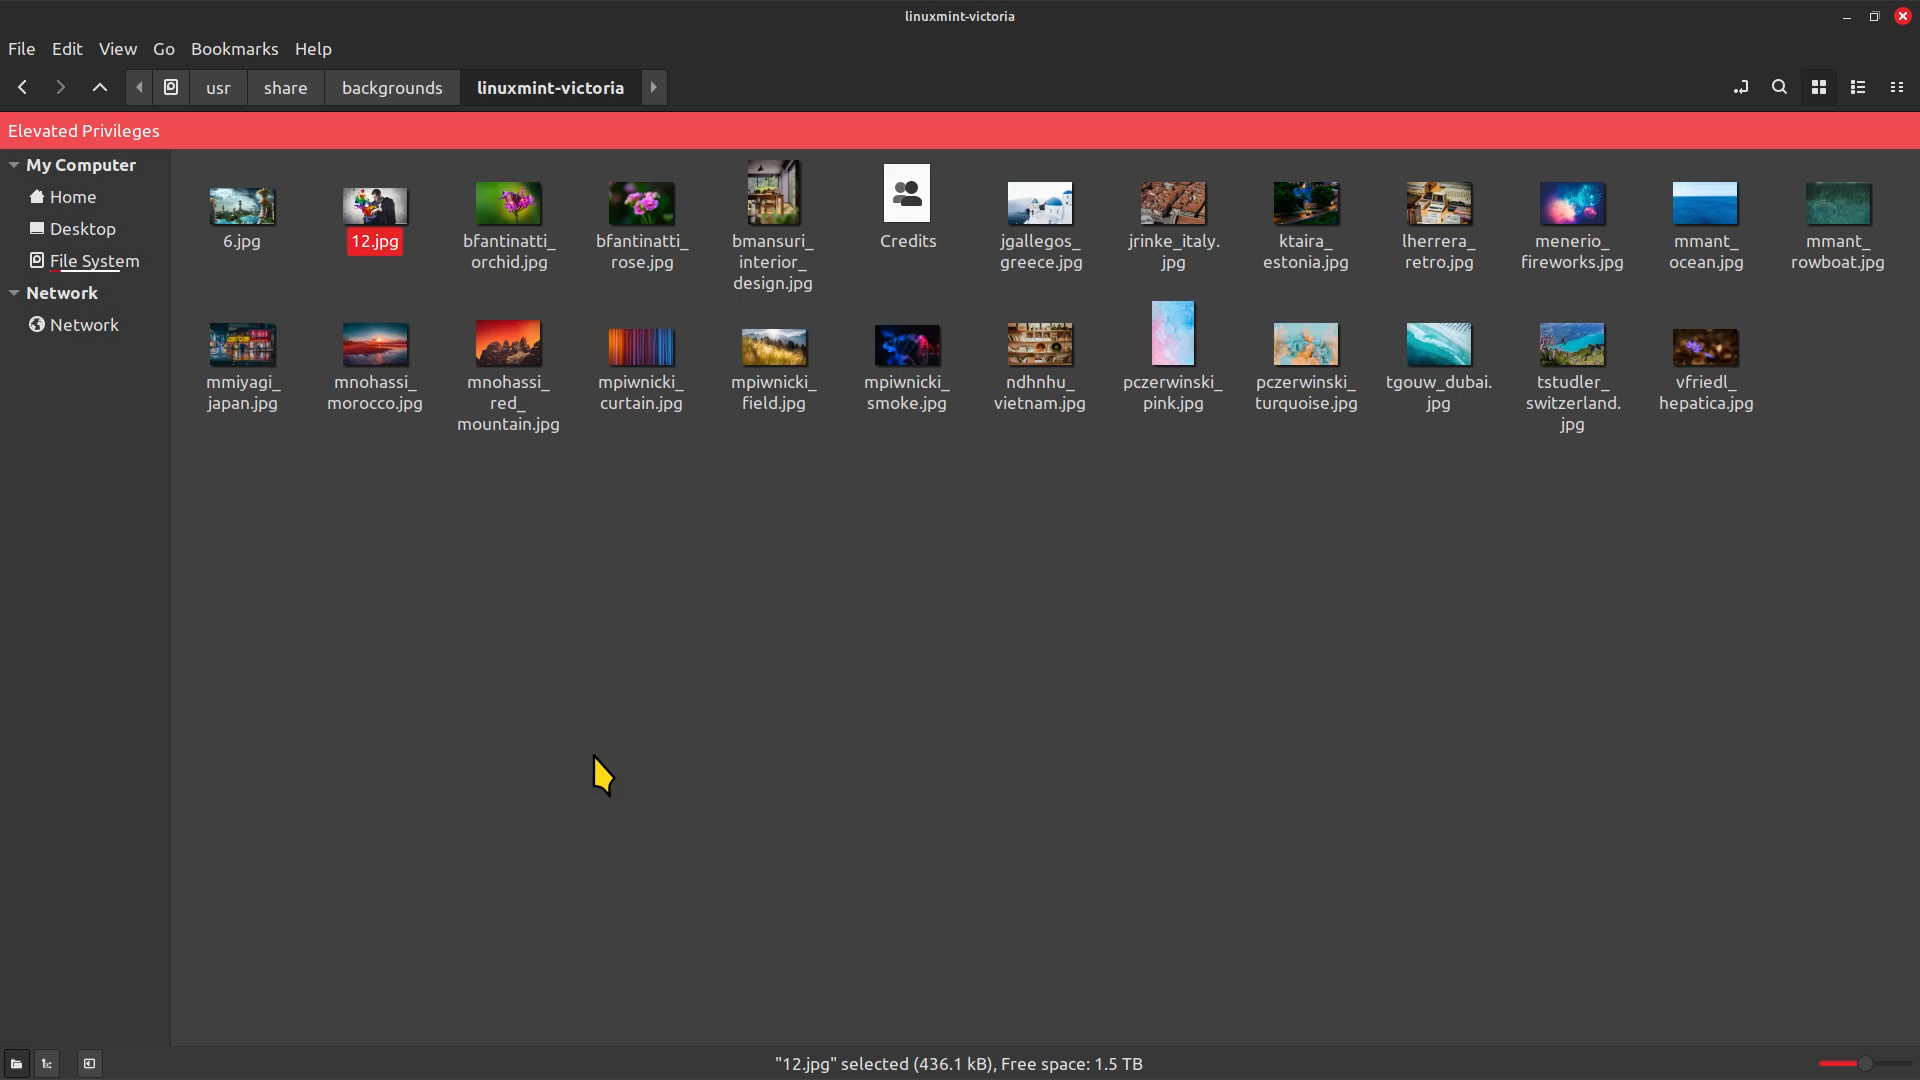 linuxmint-victoria
File Edit View Go Bookmarks Help
usr share backgrounds linuxmint-victoria
Elevated Privileges
My Computer
Home
Desktop
File System
Network
Network
6.jpg
12.jpg
bfantinatti_
orchid.jpg
bfantinatti_
rose.jpg
bmansuri_
interior_
design.jpg
Credits
jgallegos_
greece.jpg
jrinke_italy.
jpg
ktaira_
estonia.jpg
lherrera_
retro.jpg
menerio_
fireworks.jpg
mmant_
ocean.jpg
mmant_
rowboat.jpg
mmiyagi_
japan.jpg
mnohassi_
morocco.jpg
mnohassi_
red_
mountain.jpg
mpiwnicki_
curtain.jpg
mpiwnicki_
field.jpg
mpiwnicki_
smoke.jpg
ndhnhu_
vietnam.jpg
pczerwinski_
pink.jpg
pczerwinski_
turquoise.jpg
tgouw_dubai.
jpg
tstudler_
switzerland.
jpg
vfriedl_
hepatica.jpg
"12.jpg" selected (436.1 kB), Free space: 1.5 TB